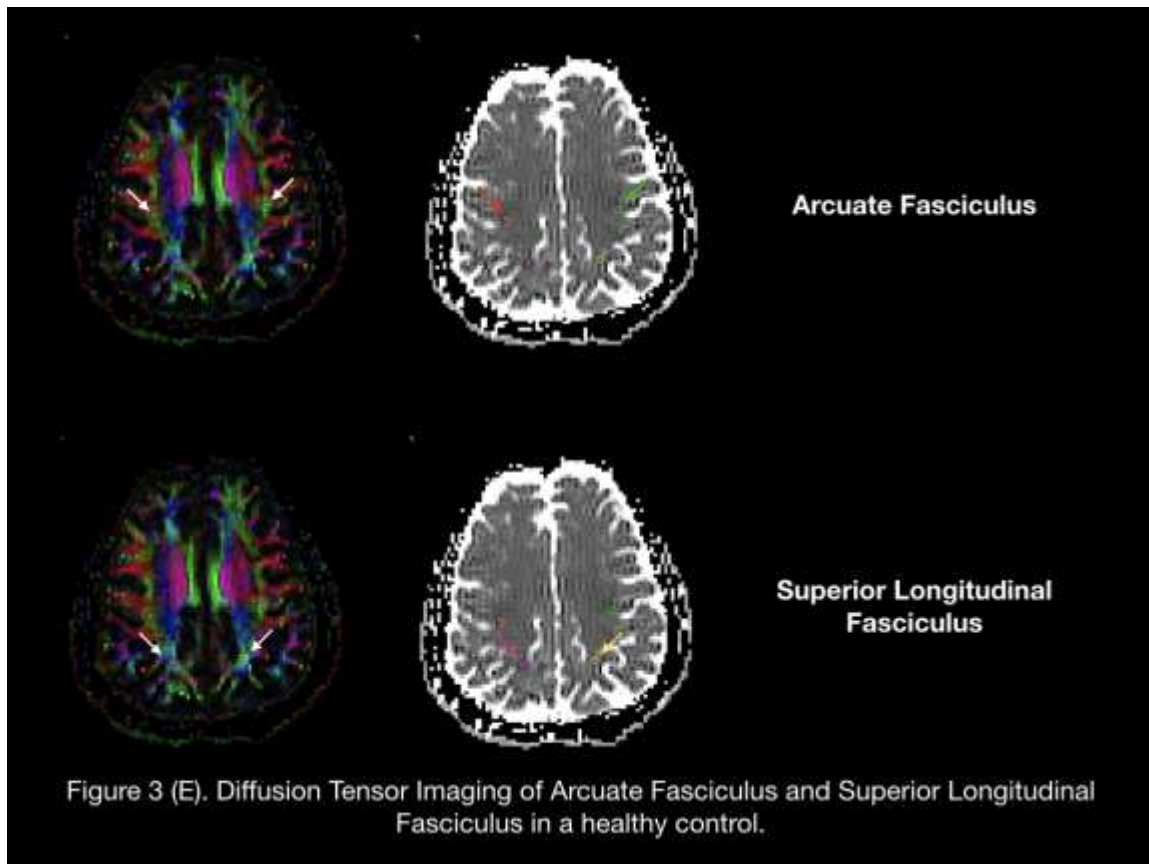 Arcuate Fasciculus
Superior Longitudinal
Fasciculus
Figure 3 (E). Diffusion Tensor Imaging of Arcuate Fasciculus and Superior Longitudinal
Fasciculus in a healthy control.